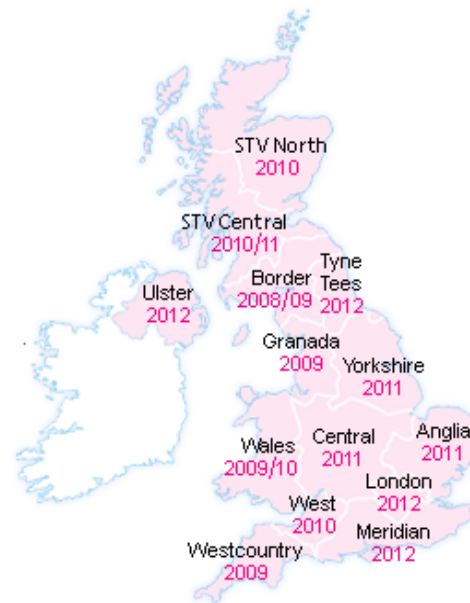 STV North
2010
STV Central
2010/11
Border
2008/09
Tyne
Tees
2012
Ulster
2012
Granada
2009
Yorkshire
2011
Wales
2009/10
Central
2011
Anglia
2011
London
2012
West
2010
Meridian
2012
Westcountry
2009